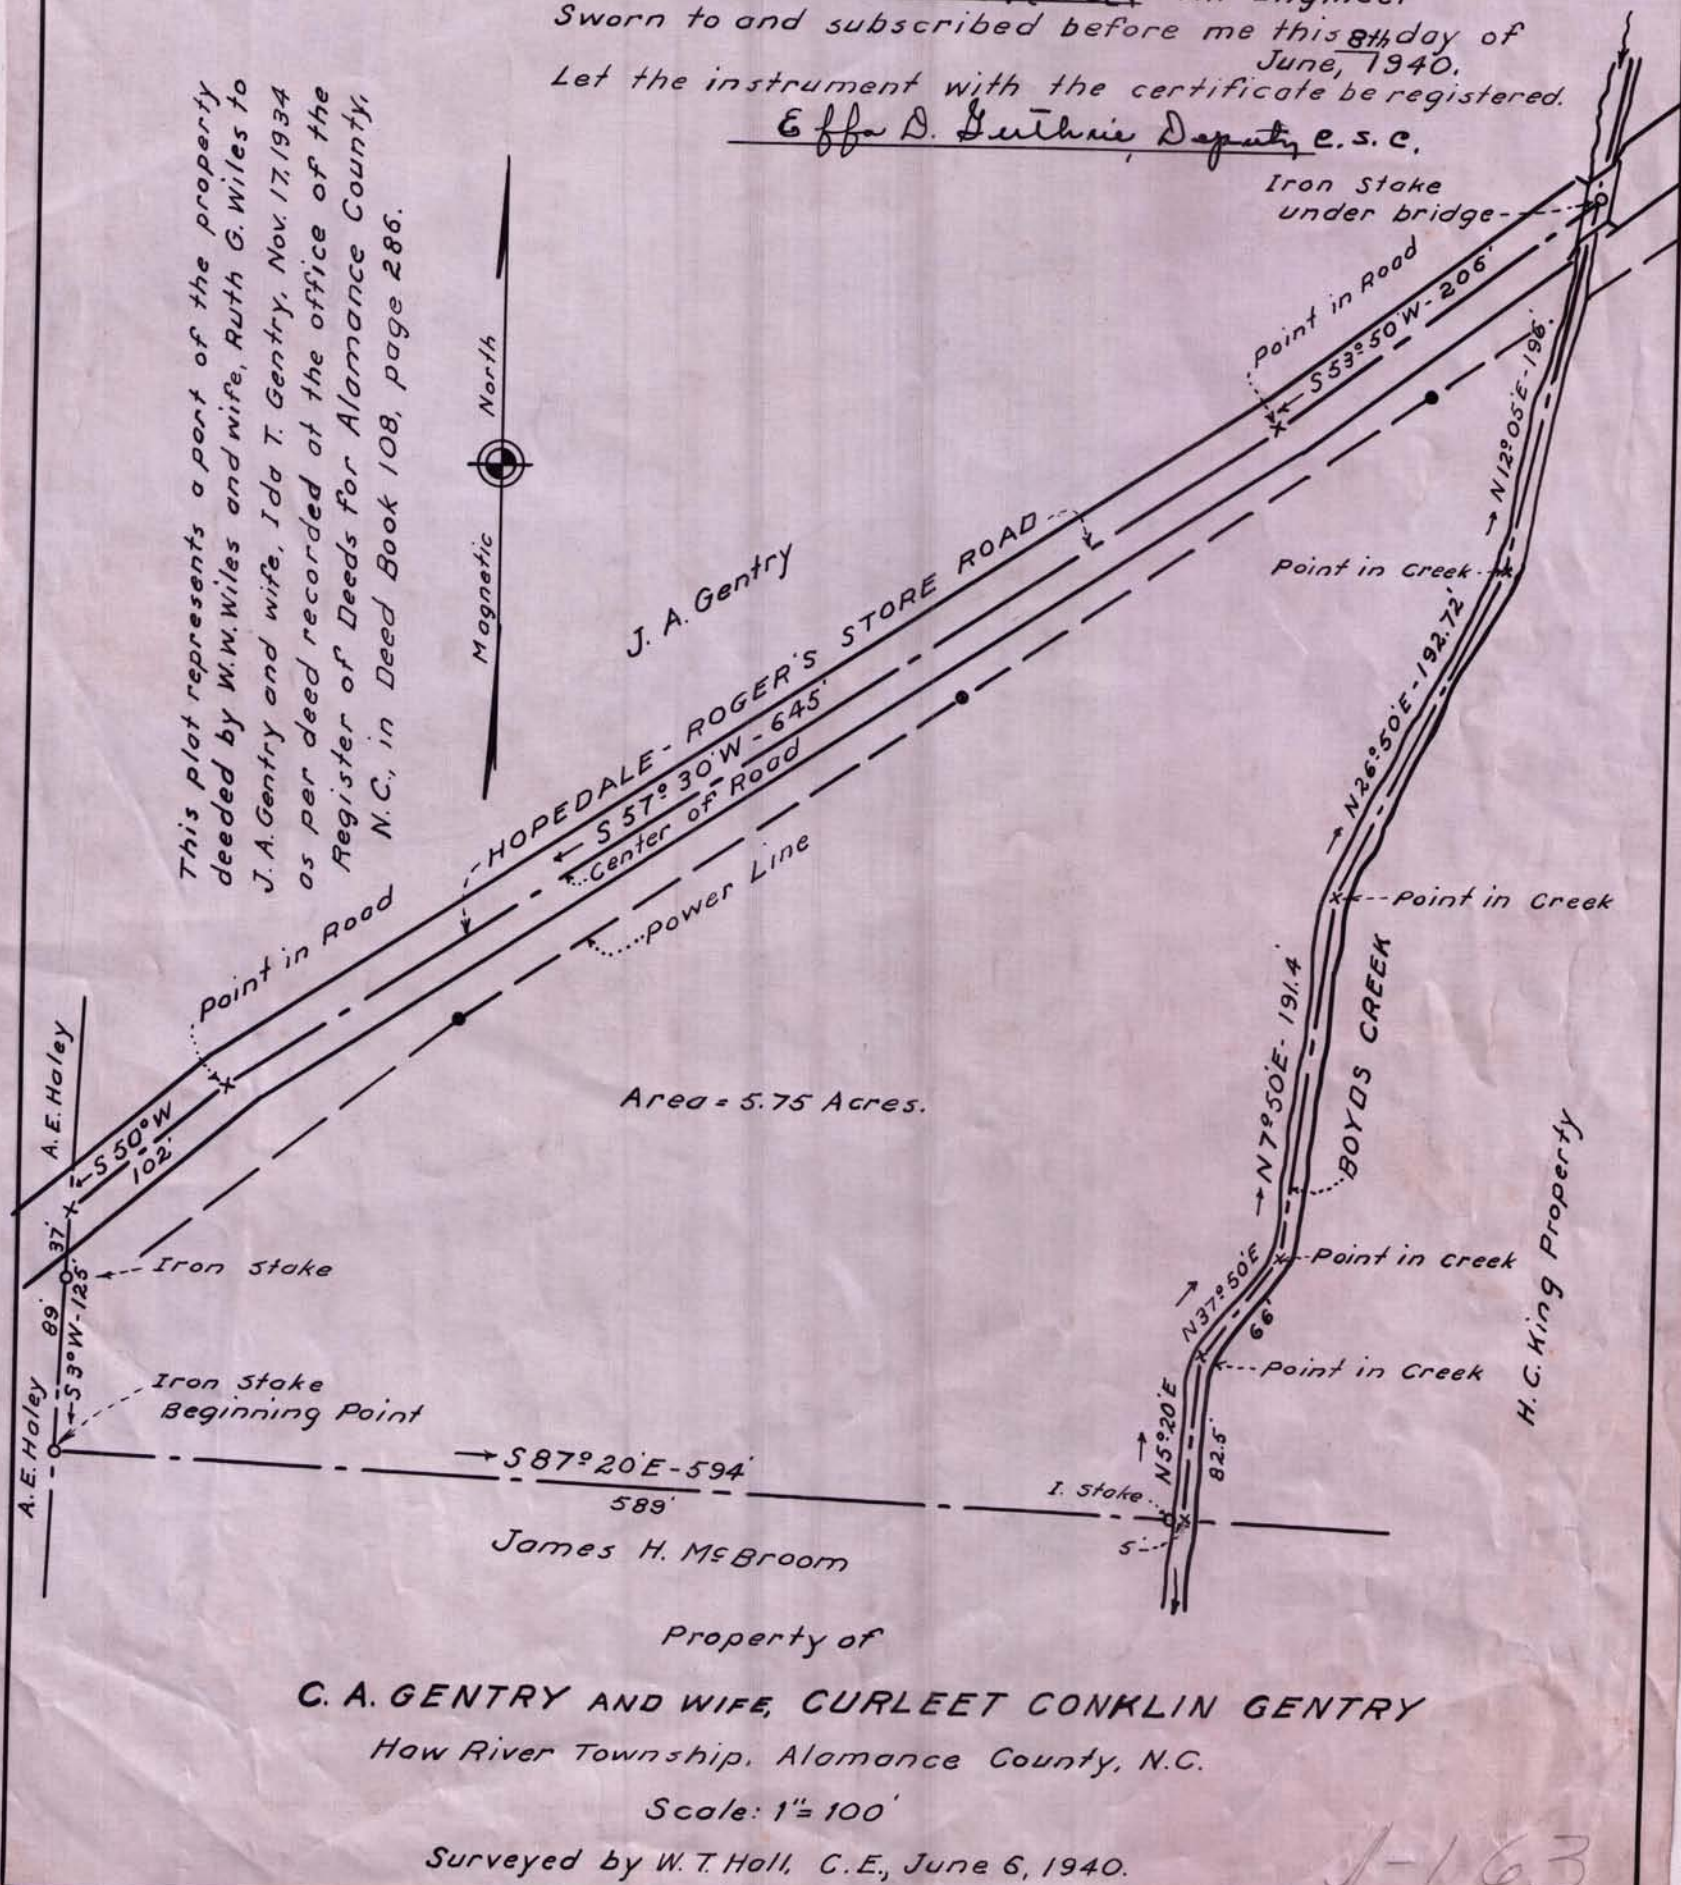 Sworn to and subscribed before me this 8th day of
June, 1940.
Let the instrument with the certificate be registered.
Effa D. Guthrie, Deputy C.S.C.
This plat represents a part of the property
deeded by W.W.Wiles and wife, Ruth G. Wiles to
J.A.Gentry and wife, Ida T. Gentry, Nov. 17, 1934
as per deed recorded at the office of the
Register of Deeds for Alamance County,
N.C., in Deed Book 108, page 286.
North
Magnetic
Iron Stake
under bridge
Point in Road
S 53° 50' W - 206'
N 12° 05' E - 196'
Point in Creek
J. A. Gentry
HOPEDALE - ROGER'S STORE ROAD
S 57° 30' W - 645'
Center of Road
Power Line
N 26° 50' E - 192.72'
Point in Creek
Point in Road
N 7° 50' E - 191.4'
BOYDS CREEK
A. E. Haley
S 50° W
102'
Area = 5.75 Acres.
H. C. King Property
37'
Iron Stake
Point in Creek
N 37° 50' E
66'
89'
S 3° W - 125'
Point in Creek
Iron Stake
Beginning Point
A. E. Haley
N 5° 20' E
82.5'
S 87° 20' E - 594'
589'
I. Stake
5'
James H. McBroom
Property of
C. A. GENTRY AND WIFE, CURLEET CONKLIN GENTRY
Haw River Township, Alamance County, N.C.
Scale: 1" = 100'
Surveyed by W. T. Hall, C.E., June 6, 1940.
1-163